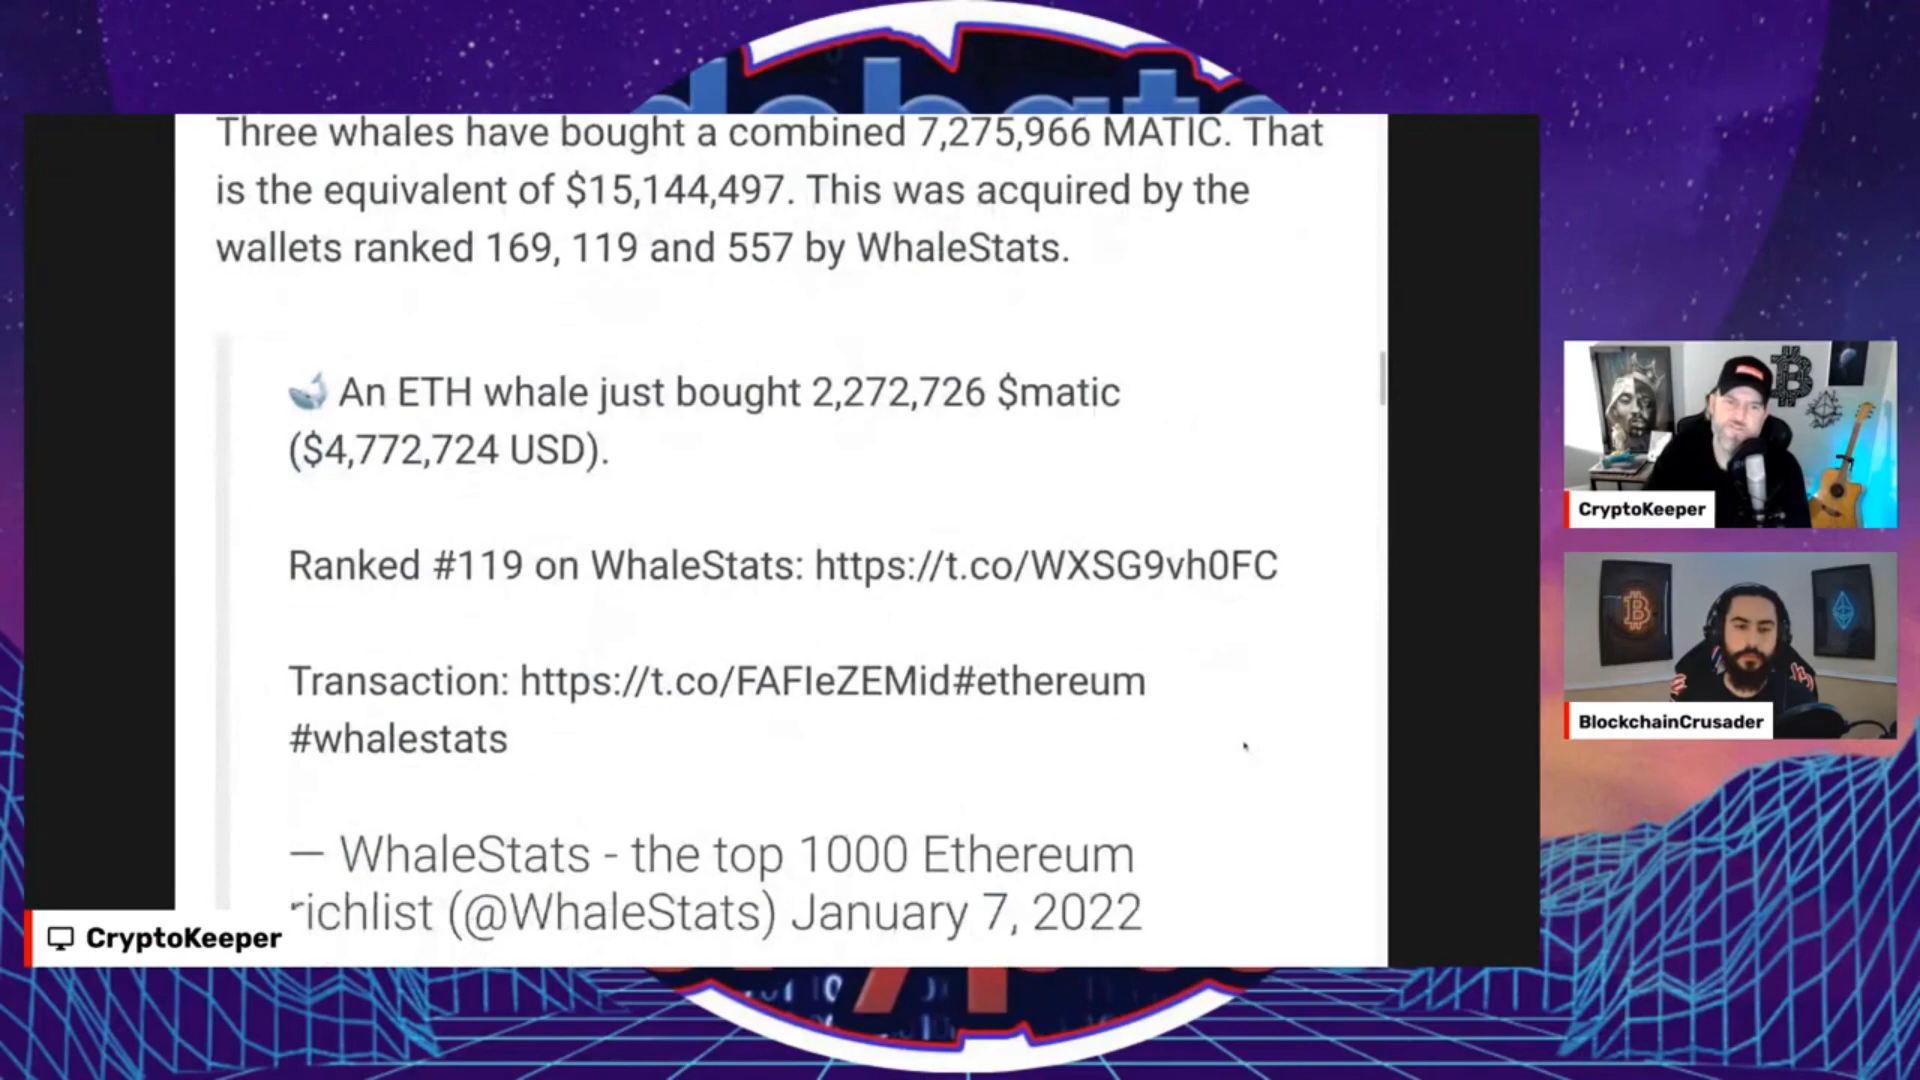 debate
Three whales have bought a combined 7,275,966 MATIC. That
is the equivalent of $15,144,497. This was acquired by the
wallets ranked 169, 119 and 557 by WhaleStats.
An ETH whale just bought 2,272,726 $matic
($4,772,724 USD).
Ranked #119 on WhaleStats: https://t.co/WXSG9vh0FC
Transaction: https://t.co/FAFIeZEMid#ethereum
#whalestats
— WhaleStats - the top 1000 Ethereum
richlist (@WhaleStats) January 7, 2022
CryptoKeeper
CryptoKeeper
BlockchainCrusader